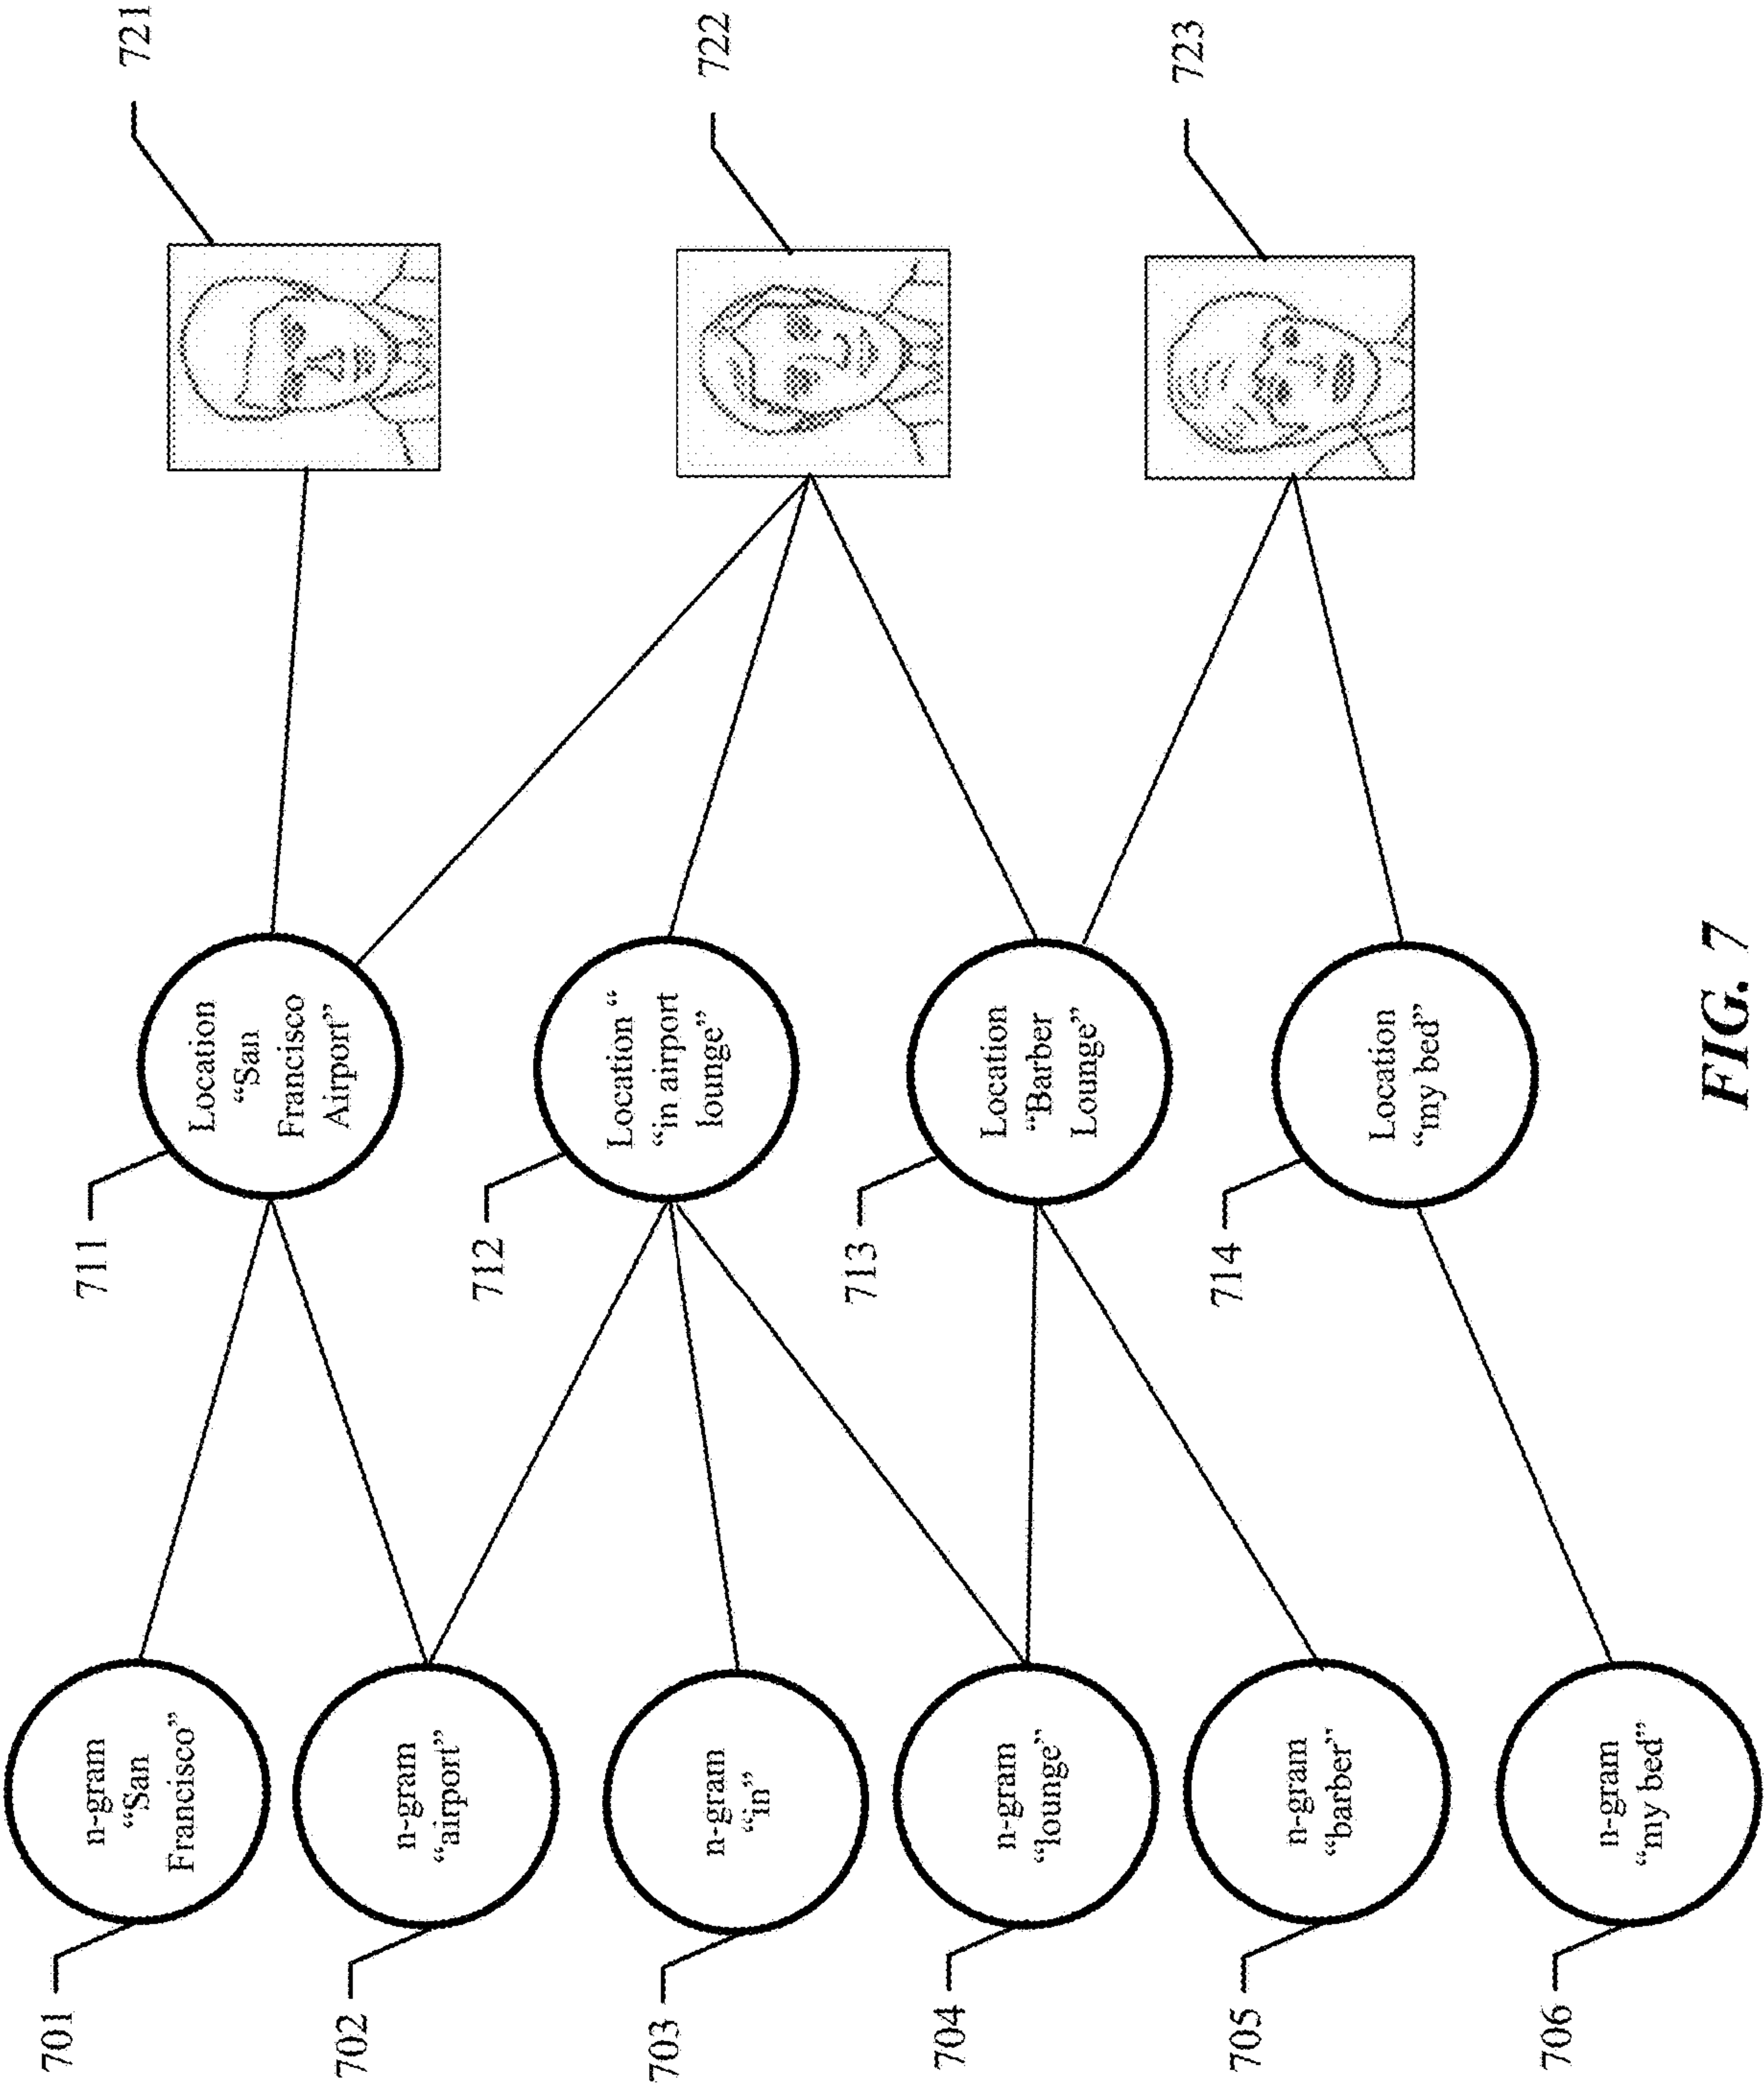 701
n-gram
“San
Francisco”
702
n-gram
“airport”
703
n-gram
“in”
704
n-gram
“lounge”
705
n-gram
“barber”
706
n-gram
“my bed”
711
Location
“San
Francisco
Airport”
712
Location “
“in airport
lounge”
713
Location
“Barber
Lounge”
714
Location
“my bed”
721
722
723
FIG. 7